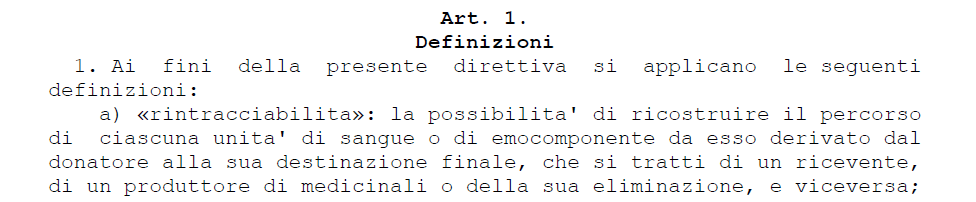 Art. 1.
Definizioni
1. Ai fini della presente direttiva si applicano le seguenti
definizioni:
a) «rintracciabilita»: la possibilita' di ricostruire il percorso
di ciascuna unita' di sangue o di emocomponente da esso derivato dal
donatore alla sua destinazione finale, che si tratti di un ricevente,
di un produttore di medicinali o della sua eliminazione, e viceversa;